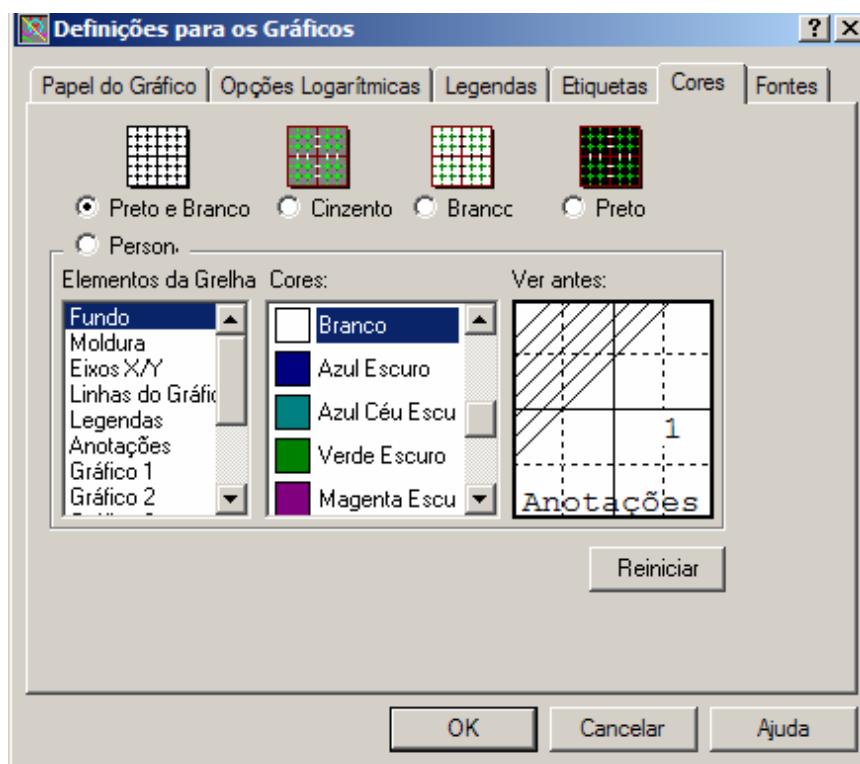 Definições para os Gráficos
Papel do Gráfico Opções Logarítmicas Legendas Etiquetas Cores Fontes
Preto e Branco Cinzento Branco Preto
Person.
Elementos da Grelha Cores: Ver antes:
Fundo
Moldura
Eixos X/Y
Linhas do Gráfic
Legendas
Anotações
Gráfico 1
Gráfico 2
Branco
Azul Escuro
Azul Céu Escu
Verde Escuro
Magenta Escu
1
Anotações
Reiniciar
OK Cancelar Ajuda